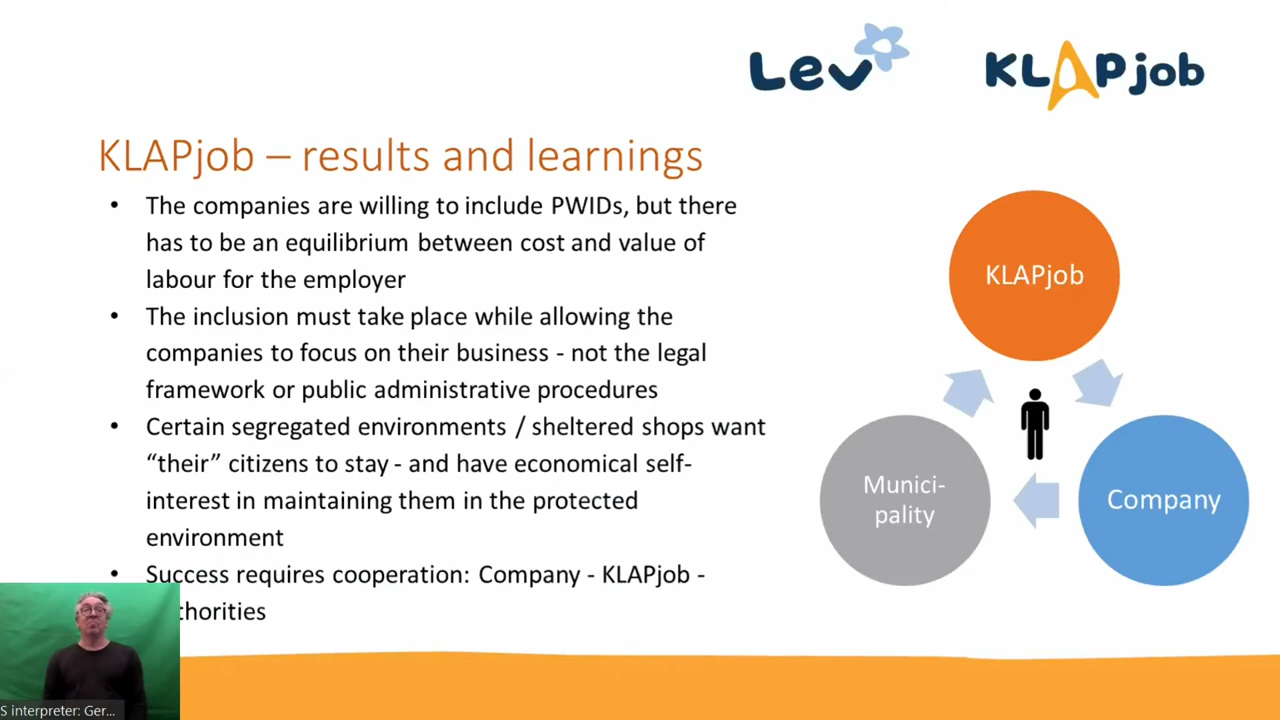 Lev
KLAPjob
KLAPjob – results and learnings
• The companies are willing to include PWIDs, but there
has to be an equilibrium between cost and value of
labour for the employer
• The inclusion must take place while allowing the
companies to focus on their business - not the legal
framework or public administrative procedures
• Certain segregated environments / sheltered shops want
“their” citizens to stay - and have economical self-
interest in maintaining them in the protected
environment
• Success requires cooperation: Company - KLAPjob -
thorities
KLAPjob
Munici-
pality
Company
S interpreter: Ger...